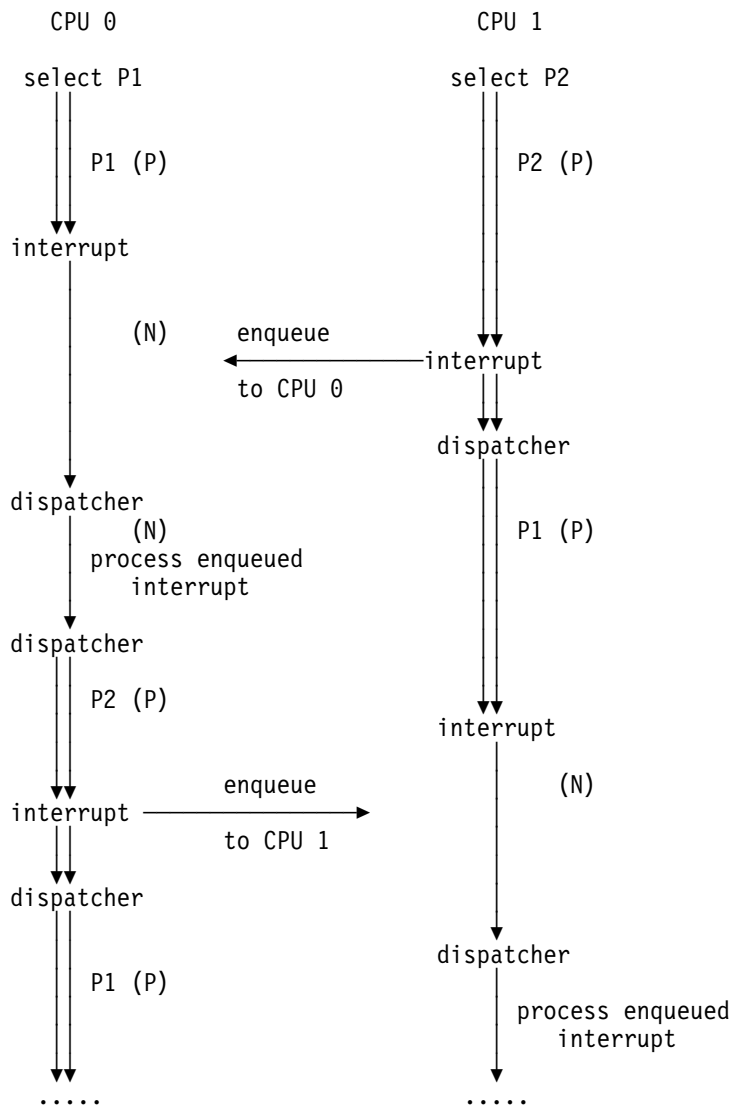 CPU 0
CPU 1
select P1
select P2
P1 (P)
P2 (P)
interrupt
(N)
enqueue
interrupt
to CPU 0
dispatcher
dispatcher
(N)
P1 (P)
process enqueued
interrupt
dispatcher
P2 (P)
interrupt
enqueue
(N)
interrupt
to CPU 1
dispatcher
dispatcher
P1 (P)
process enqueued
interrupt
.....
.....